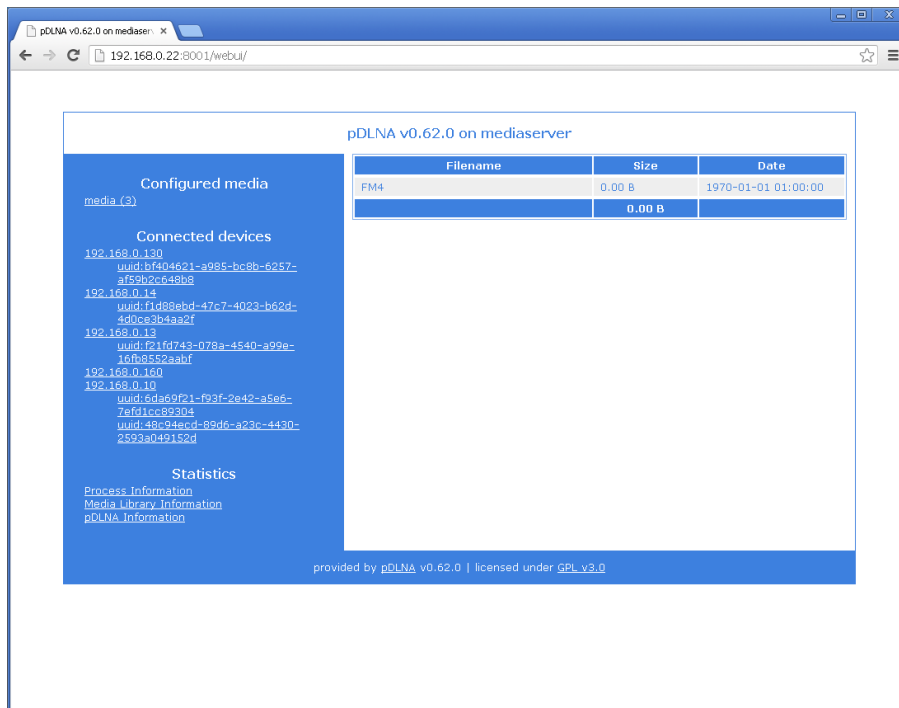 pDLNA v0.62.0 on mediaser
192.168.0.22:8001/webui/
pDLNA v0.62.0 on mediaserver
Configured media
media (3)
Connected devices
192.168.0.130
uuid:bf404621-a985-bc8b-6257-
af59b2c648b8
192.168.0.14
uuid:f1d88ebd-47c7-4023-b62d-
4d0ce3b4aa2f
192.168.0.13
uuid:f21fd743-078a-4540-a99e-
16fb8552aabf
192.168.0.160
192.168.0.10
uuid:6da69f21-f93f-2e42-a5e6-
7efd1cc89304
uuid:48c94ecd-89d6-a23c-4430-
2593a049152d
Statistics
Process Information
Media Library Information
pDLNA Information
Filename Size Date
FM4 0.00 B 1970-01-01 01:00:00
0.00 B
provided by pDLNA v0.62.0 | licensed under GPL v3.0